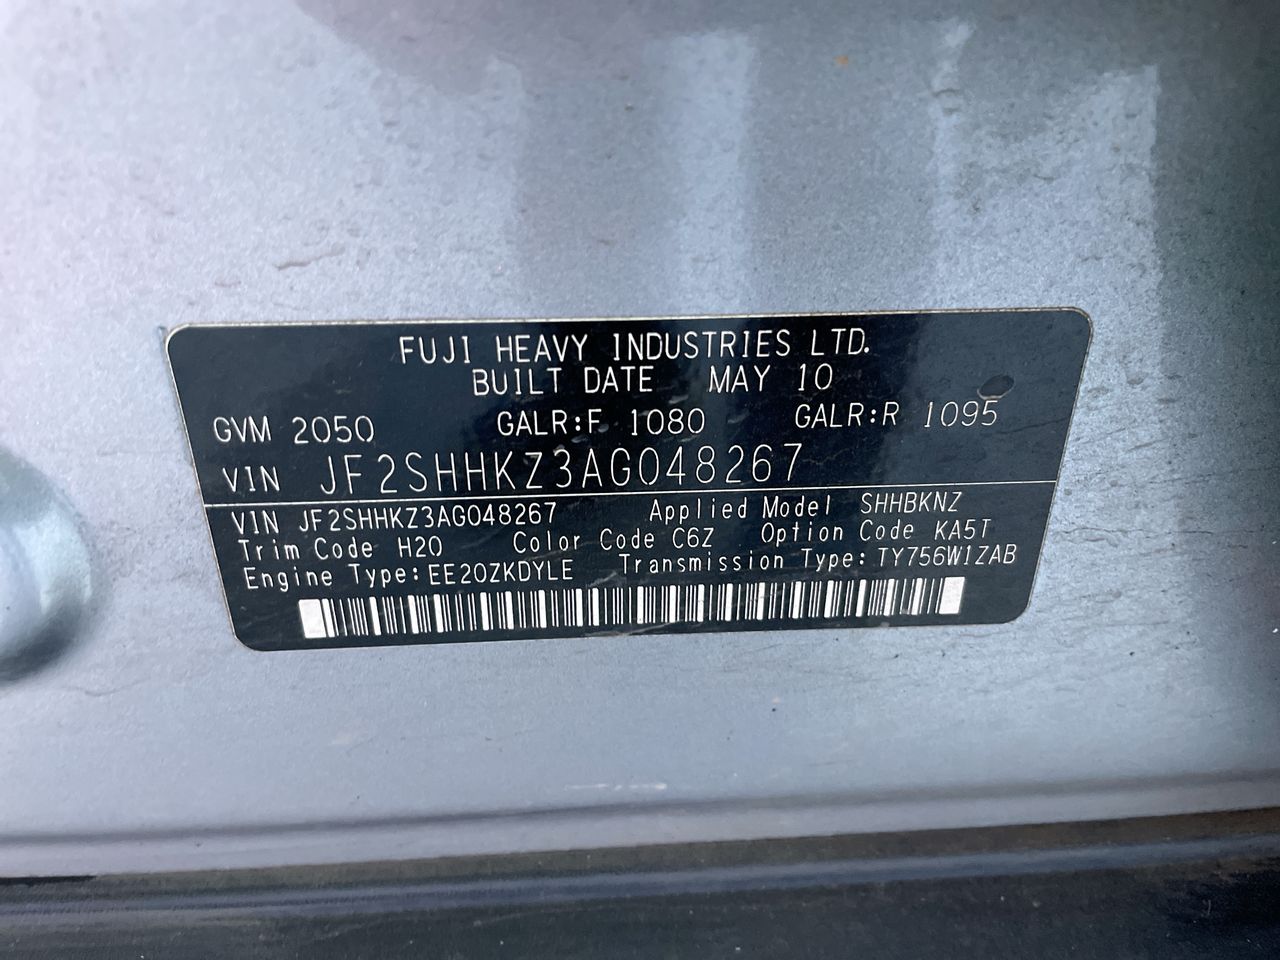 FUJI HEAVY INDUSTRIES LTD.
BUILT DATE MAY 10
GVM 2050 GALR:F 1080 GALR:R 1095
VIN JF2SHHKZ3AG048267
VIN JF2SHHKZ3AG048267 Applied Model SHHBKNZ
Trim Code H20 Color Code C6Z Option Code KA5T
Engine Type:EE20ZKDYLE Transmission Type:TY756W1ZAB